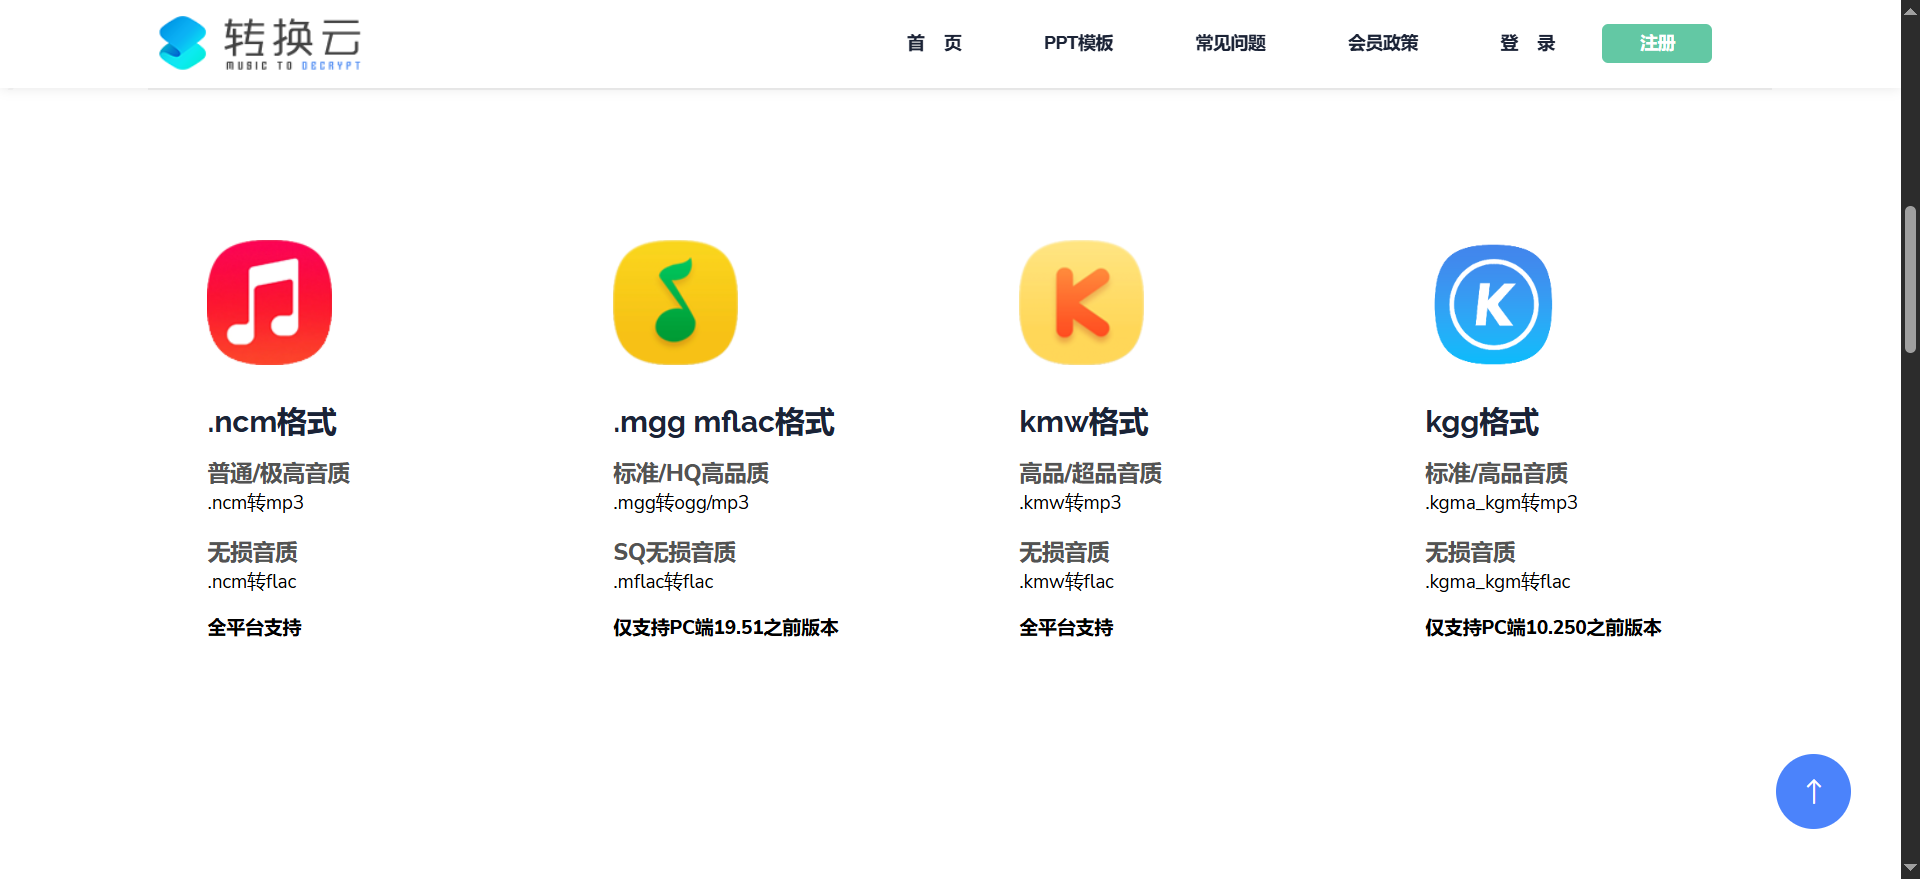 转换云
MUSIC TO DECRYPT
首 页
PPT模板
常见问题
会员政策
登 录
注册
.ncm格式
普通/极高音质
.ncm转mp3
无损音质
.ncm转flac
全平台支持
.mgg mflac格式
标准/HQ高品质
.mgg转ogg/mp3
SQ无损音质
.mflac转flac
仅支持PC端19.51之前版本
kmw格式
高品/超品音质
.kmw转mp3
无损音质
.kmw转flac
全平台支持
K
kgg格式
标准/高品音质
.kgma_kgm转mp3
无损音质
.kgma_kgm转flac
仅支持PC端10.250之前版本